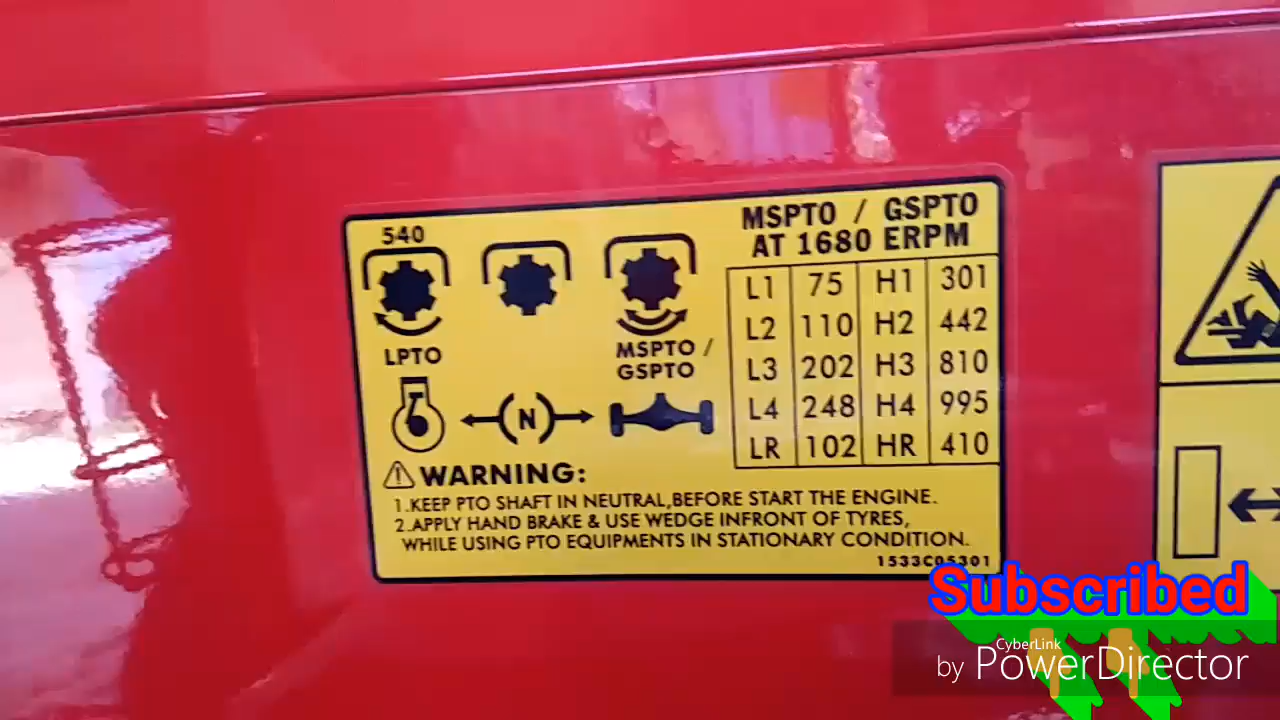 540
LPTO
MSPTO /
GSPTO
N
MSPTO / GSPTO
AT 1680 ERPM
L1 75 H1 301
L2 110 H2 442
L3 202 H3 810
L4 248 H4 995
LR 102 HR 410
WARNING:
1.KEEP PTO SHAFT IN NEUTRAL,BEFORE START THE ENGINE.
2.APPLY HAND BRAKE & USE WEDGE INFRONT OF TYRES,
WHILE USING PTO EQUIPMENTS IN STATIONARY CONDITION.
1533C05301
Subscribed
CyberLink
by PowerDirector